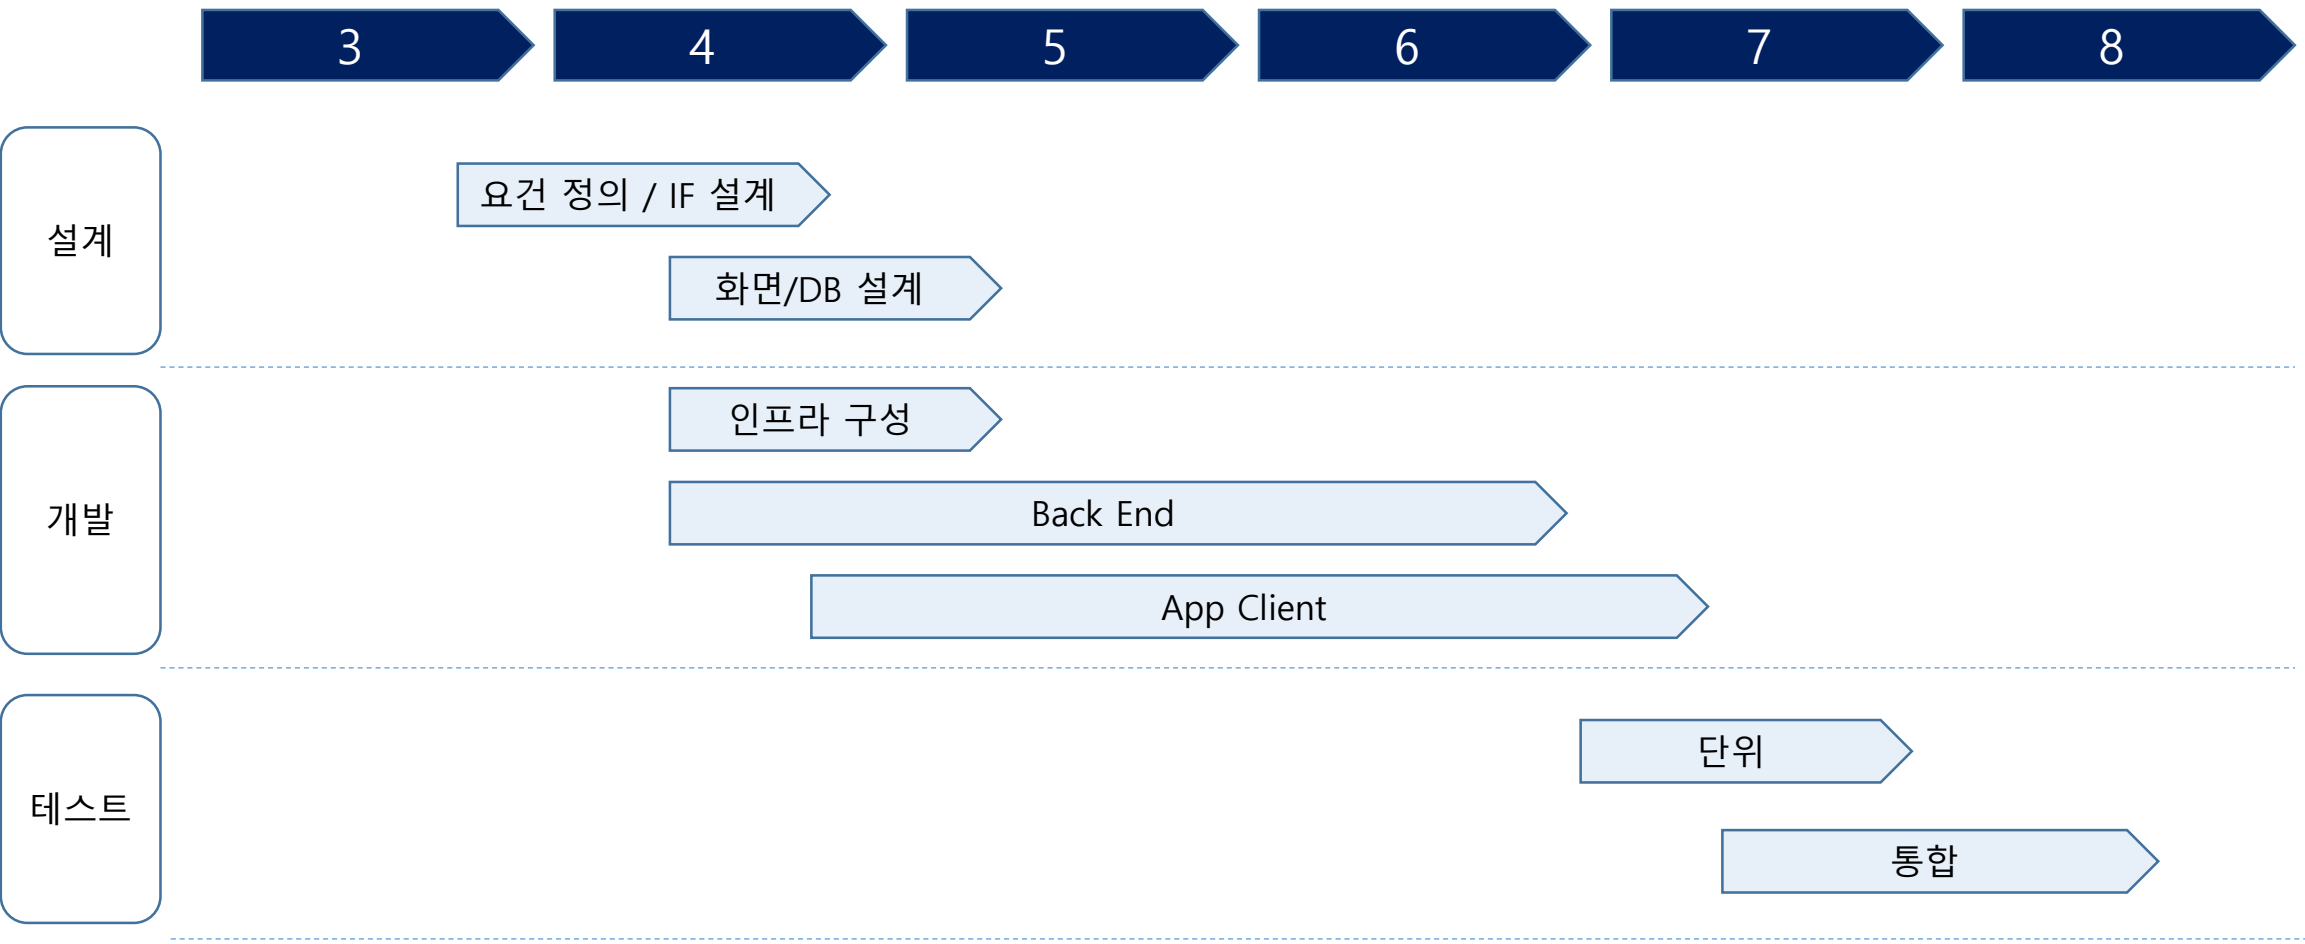 3
4
5
6
7
8
설계
요건 정의 / IF 설계
화면/DB 설계
개발
인프라 구성
Back End
App Client
테스트
단위
통합